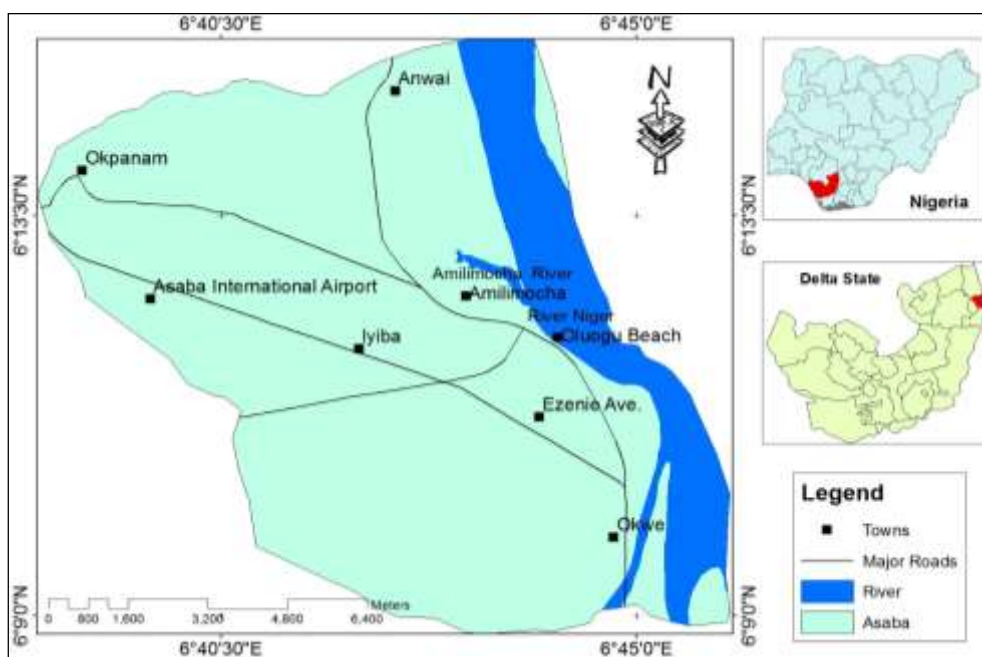 6°40'30"E
6°45'0"E
N
Anwai
Okpanam
6°13'30"N
6°13'30"N
Nigeria
Amilimocha River
Asaba International Airport
Amilimocha
Delta State
River Niger
Oluogu Beach
Iyiba
Ezenie Ave.
Legend
Okwe
Towns
Major Roads
River
Asaba
Meters
0 800 1,600 3,200 4,800 6,400
6°9'0"N
6°9'0"N
6°40'30"E
6°45'0"E